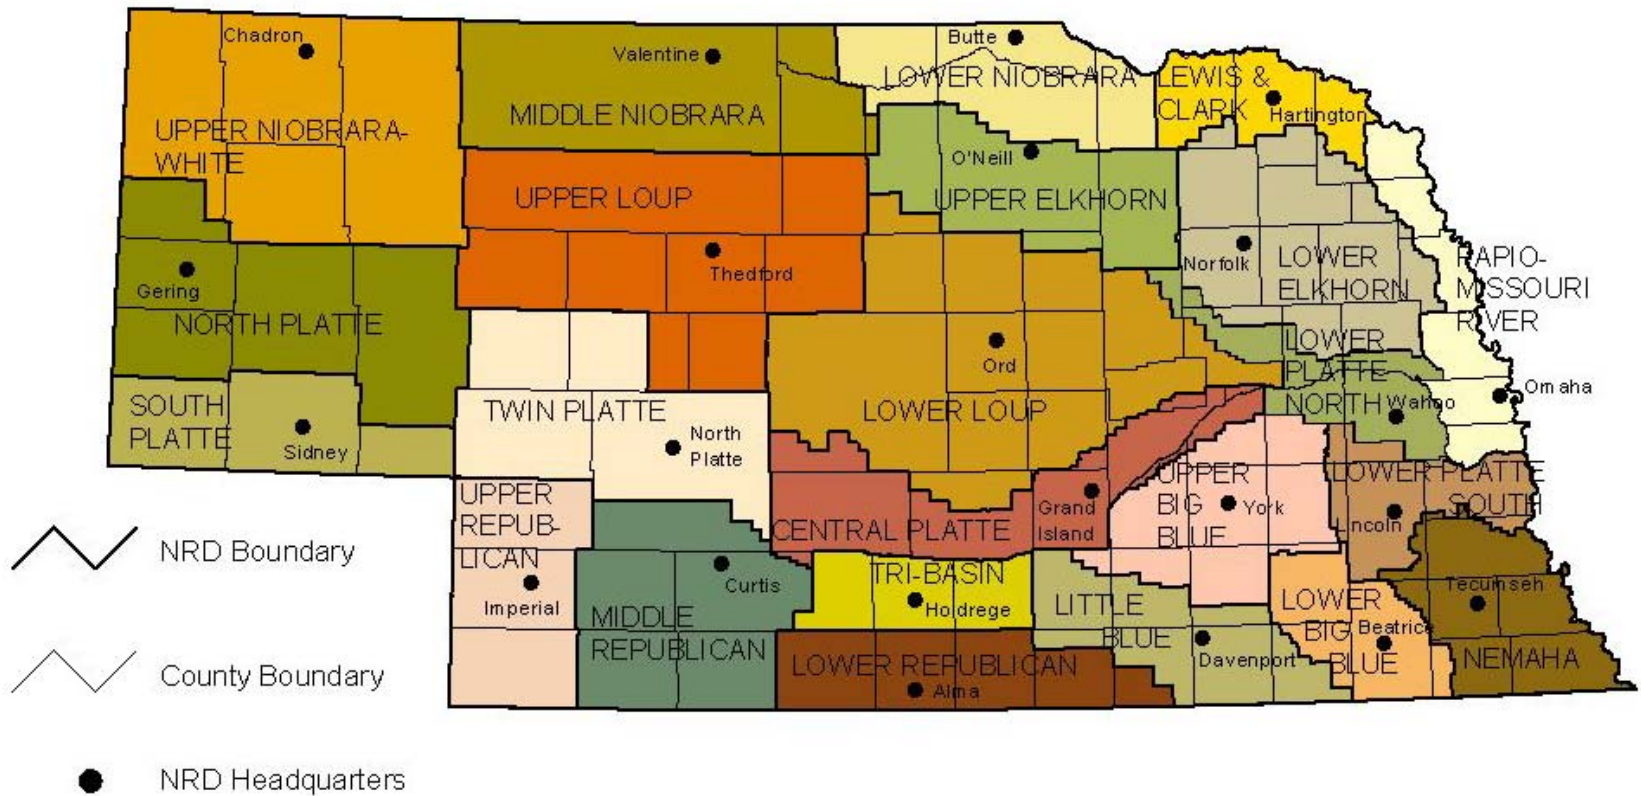 Chadron
Valentine
Butte
LOWER NIOBRARA
LEWIS &
CLARK
Hartington
UPPER NIOBRARA-
WHITE
MIDDLE NIOBRARA
O'Neill
UPPER ELKHORN
UPPER LOUP
Thedford
Norfolk
LOWER
ELKHORN
PAPIO-
MISSOURI
RIVER
Gering
NORTH PLATTE
Ord
LOWER
PLATTE
NORTH
Wahoo
Omaha
SOUTH
PLATTE
Sidney
TWIN PLATTE
North
Platte
LOWER LOUP
UPPER
REPUB-
LICAN
Imperial
CENTRAL PLATTE
Grand
Island
UPPER
BIG
BLUE
York
LOWER PLATTE
SOUTH
Lincoln
Curtis
MIDDLE
REPUBLICAN
TRI-BASIN
Holdrege
LITTLE
BLUE
Davenport
LOWER
BIG
BLUE
Beatrice
Tecumseh
NEMAHA
LOWER REPUBLICAN
Alma
NRD Boundary
County Boundary
NRD Headquarters